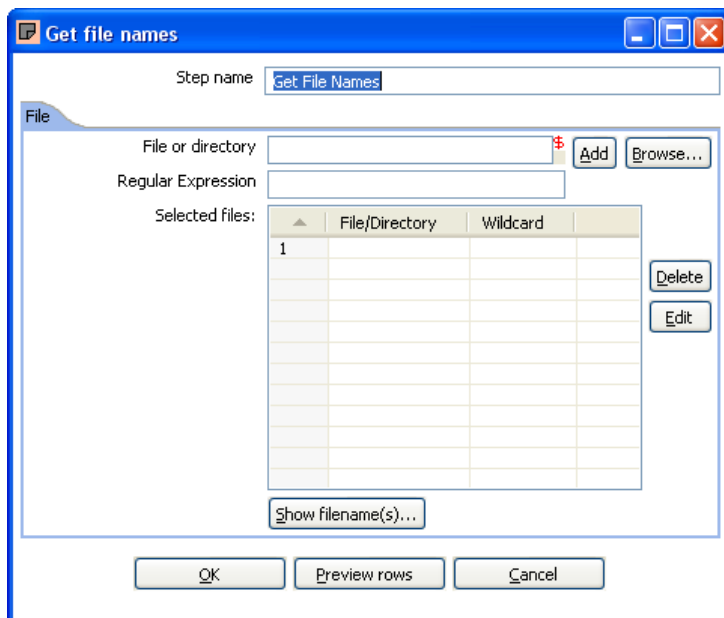 Get file names
Step name Get File Names
File
File or directory $ Add Browse...
Regular Expression
Selected files: File/Directory Wildcard
1
Delete
Edit
Show filename(s)...
OK Preview rows Cancel